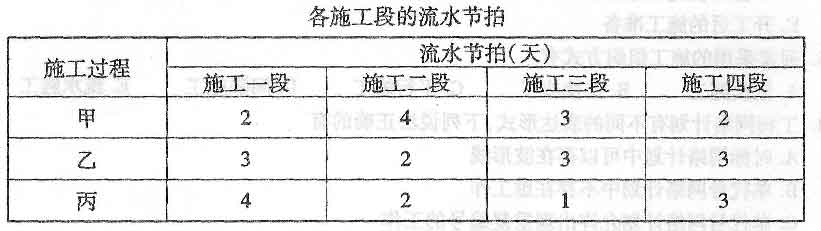 各施工段的流水节拍
施工过程 流水节拍(天)
施工一段 施工二段 施工三段 施工四段
甲 2 4 3 2
乙 3 2 3 3
丙 4 2 1 3